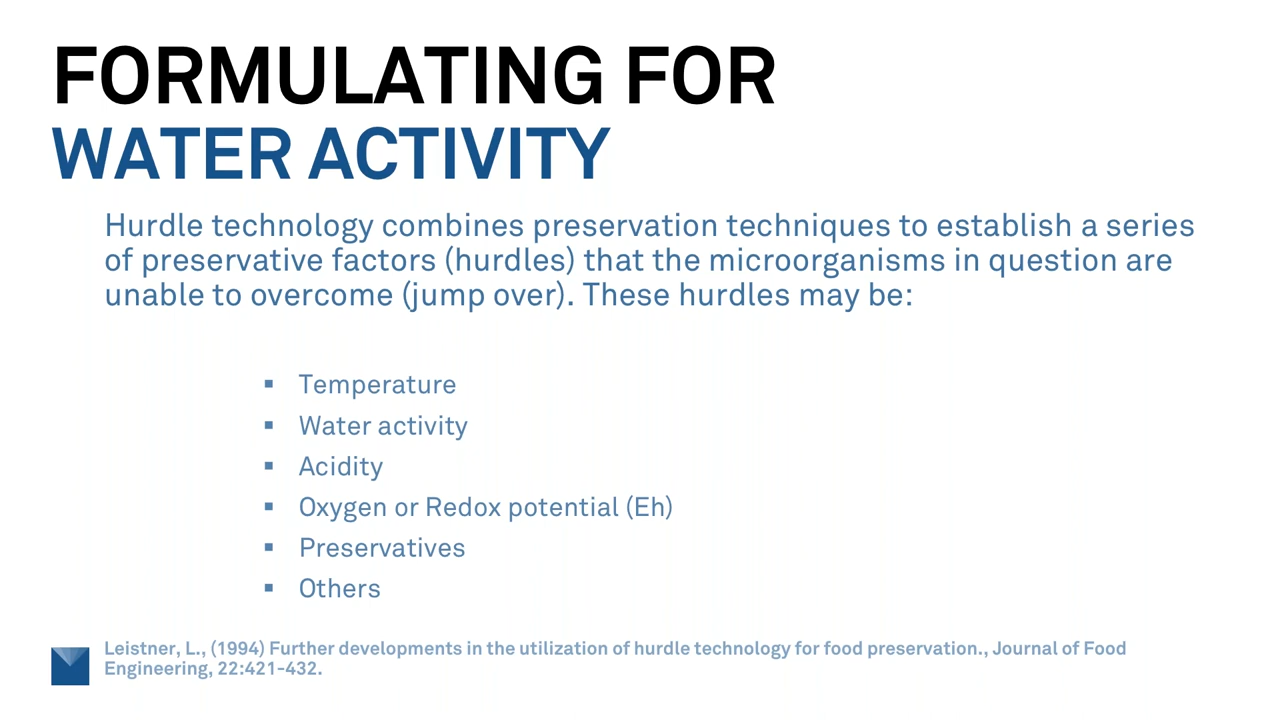 FORMULATING FOR
WATER ACTIVITY
Hurdle technology combines preservation techniques to establish a series
of preservative factors (hurdles) that the microorganisms in question are
unable to overcome (jump over). These hurdles may be:
▪ Temperature
▪ Water activity
▪ Acidity
▪ Oxygen or Redox potential (Eh)
▪ Preservatives
▪ Others
Leistner, L., (1994) Further developments in the utilization of hurdle technology for food preservation., Journal of Food
Engineering, 22:421-432.